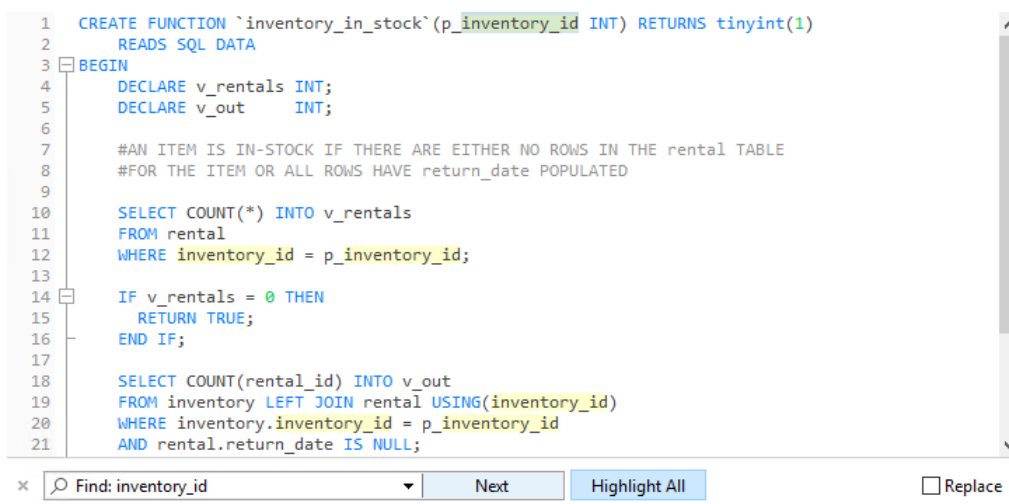 1 CREATE FUNCTION `inventory_in_stock`(p_inventory_id INT) RETURNS tinyint(1)
2 READS SQL DATA
3 BEGIN
4 DECLARE v_rentals INT;
5 DECLARE v_out     INT;
6
7 #AN ITEM IS IN-STOCK IF THERE ARE EITHER NO ROWS IN THE rental TABLE
8 #FOR THE ITEM OR ALL ROWS HAVE return_date POPULATED
9
10 SELECT COUNT(*) INTO v_rentals
11 FROM rental
12 WHERE inventory_id = p_inventory_id;
13
14 IF v_rentals = 0 THEN
15 RETURN TRUE;
16 END IF;
17
18 SELECT COUNT(rental_id) INTO v_out
19 FROM inventory LEFT JOIN rental USING(inventory_id)
20 WHERE inventory.inventory_id = p_inventory_id
21 AND rental.return_date IS NULL;
Find: inventory_id Next Highlight All Replace